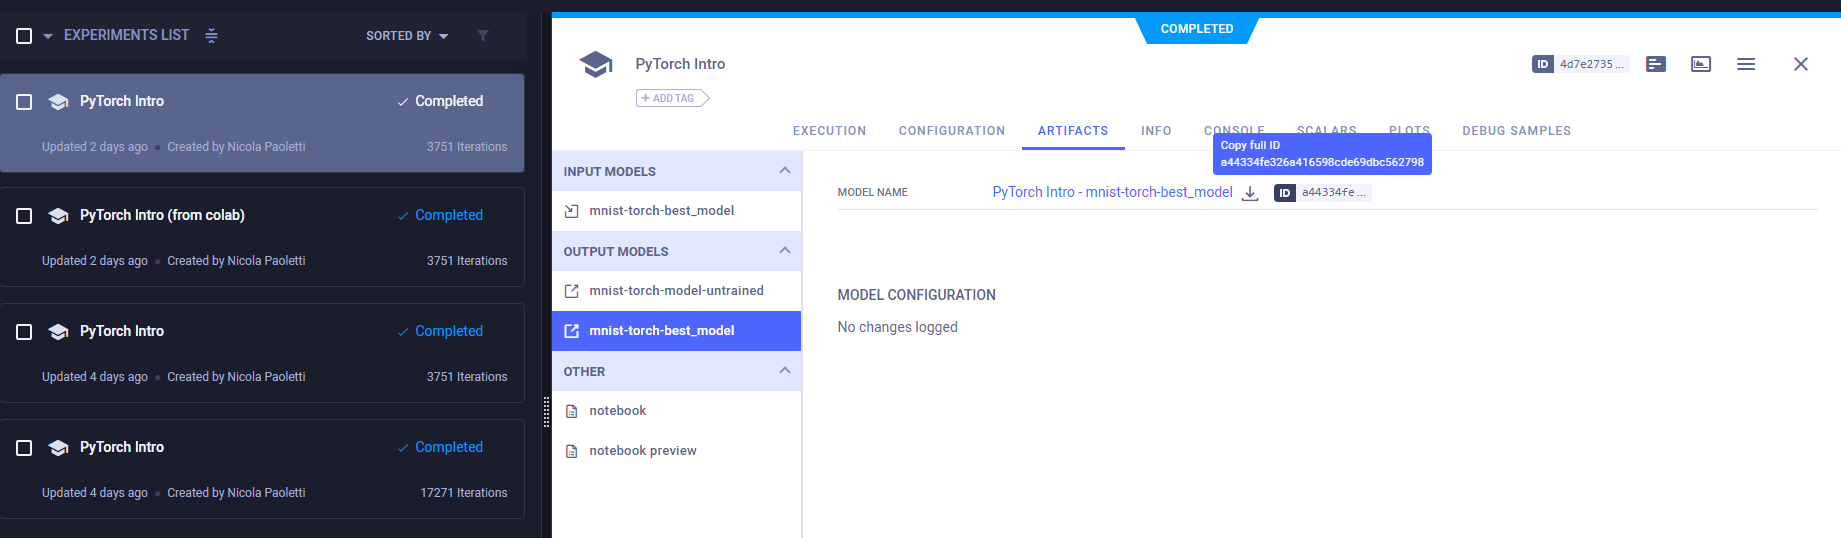 EXPERIMENTS LIST
SORTED BY
PyTorch Intro
Completed
Updated 2 days ago • Created by Nicola Paoletti
3751 Iterations
PyTorch Intro (from colab)
Completed
Updated 2 days ago • Created by Nicola Paoletti
3751 Iterations
PyTorch Intro
Completed
Updated 4 days ago • Created by Nicola Paoletti
3751 Iterations
PyTorch Intro
Completed
Updated 4 days ago • Created by Nicola Paoletti
17271 Iterations
COMPLETED
PyTorch Intro
ID 4d7e2735 ...
+ ADD TAG
EXECUTION CONFIGURATION ARTIFACTS INFO CONSOLE SCALARS PLOTS DEBUG SAMPLES
Copy full ID
a44334fe326a416598cde69dbc562798
INPUT MODELS
mnist-torch-best_model
OUTPUT MODELS
mnist-torch-model-untrained
mnist-torch-best_model
OTHER
notebook
notebook preview
MODEL NAME
PyTorch Intro - mnist-torch-best_model
ID a44334fe ...
MODEL CONFIGURATION
No changes logged